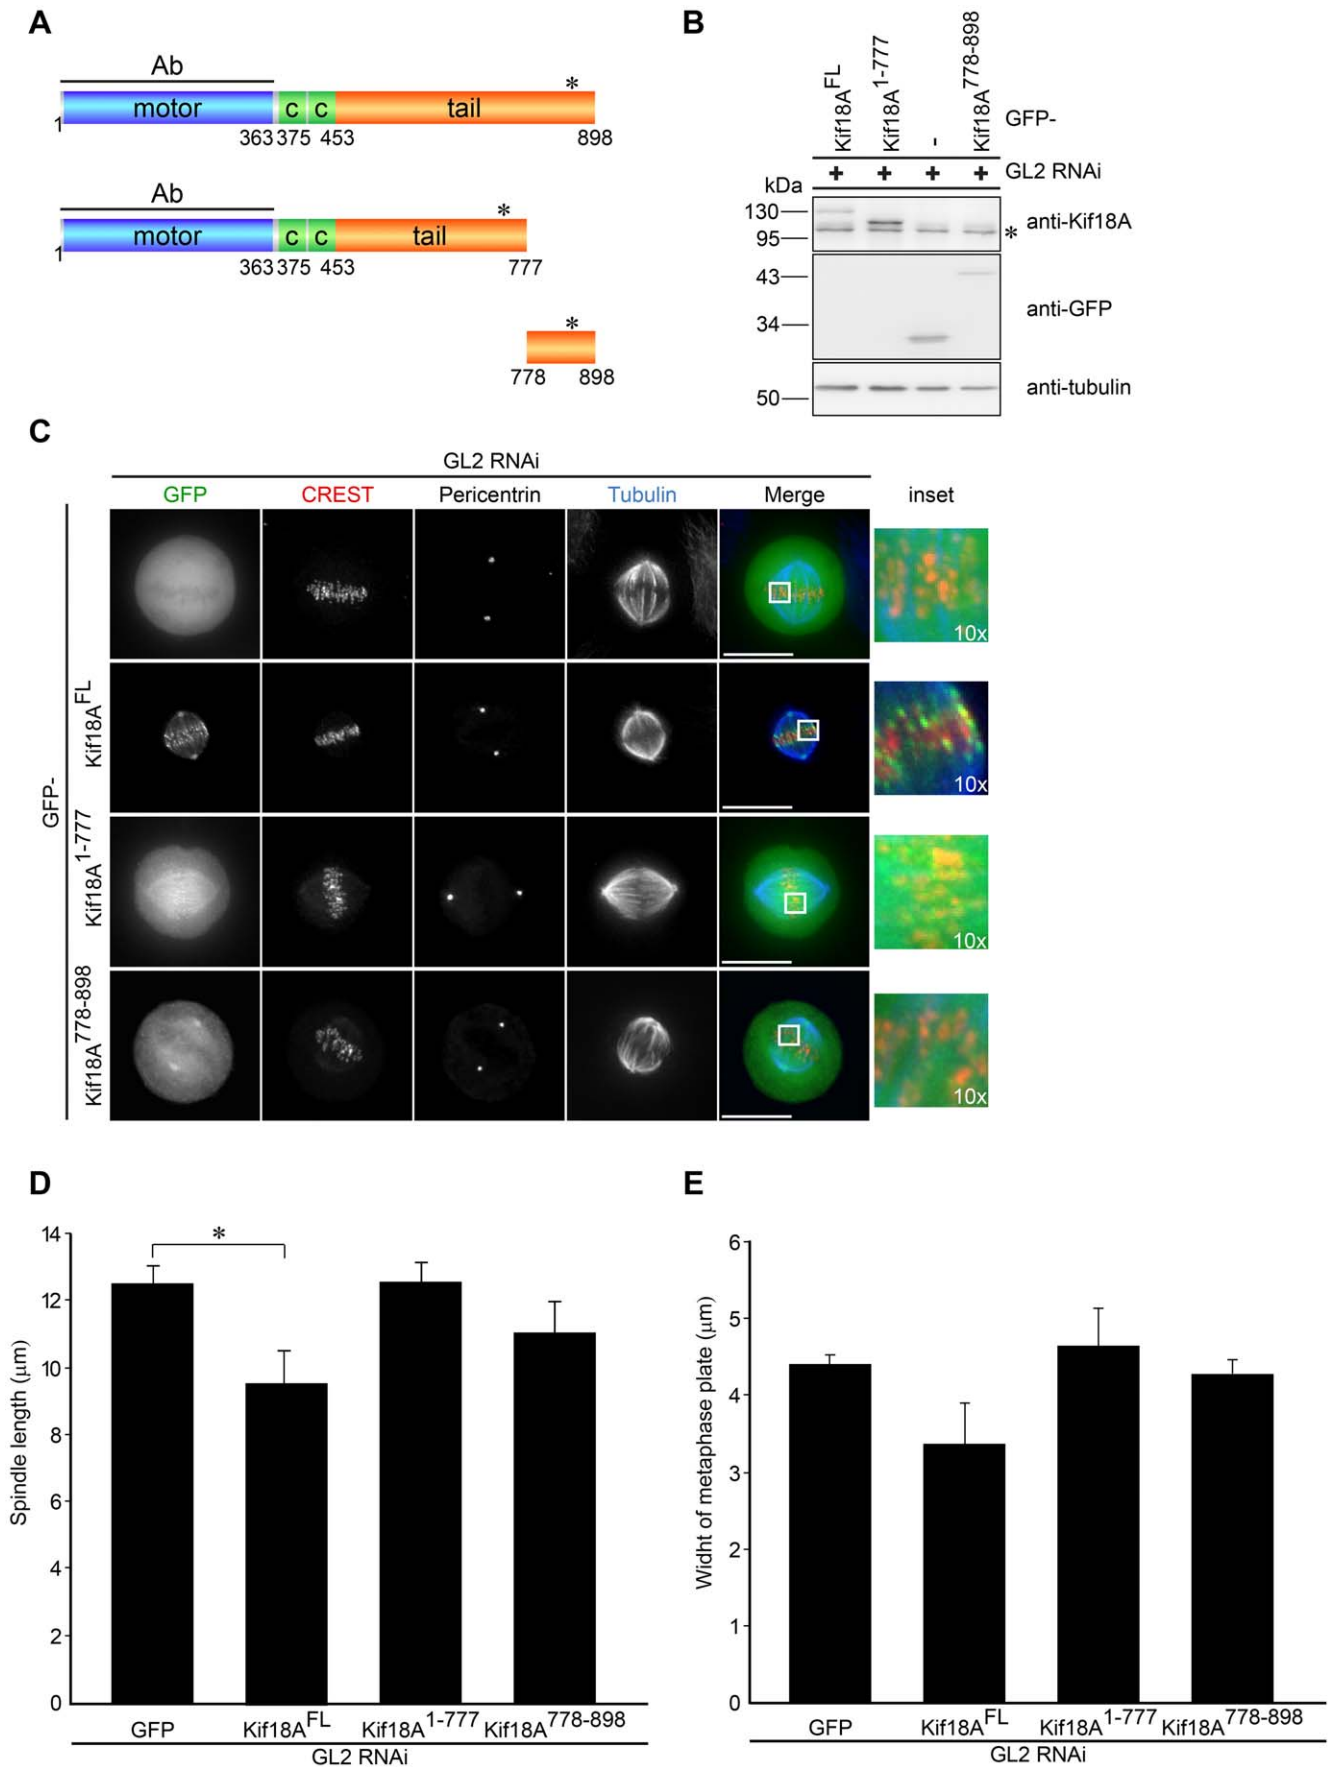 A
Ab
*
motor
c
c
tail
1
363 375 453
898
Ab
*
motor
c
c
tail
1
363 375 453
777
*
778
898
B
Kif18A^FL
Kif18A^1-777
-
Kif18A^778-898
GFP-
+ + + +
GL2 RNAi
kDa
130
95
* anti-Kif18A
43
34
anti-GFP
50
anti-tubulin
C
GL2 RNAi
GFP CREST Pericentrin Tubulin Merge inset
10x
GFP-
Kif18A^FL
10x
Kif18A^1-777
10x
Kif18A^778-898
10x
D
Spindle length (μm)
14
12
10
8
6
4
2
0
*
GFP Kif18A^FL Kif18A^1-777 Kif18A^778-898
GL2 RNAi
E
Widht of metaphase plate (μm)
6
5
4
3
2
1
0
GFP Kif18A^FL Kif18A^1-777 Kif18A^778-898
GL2 RNAi